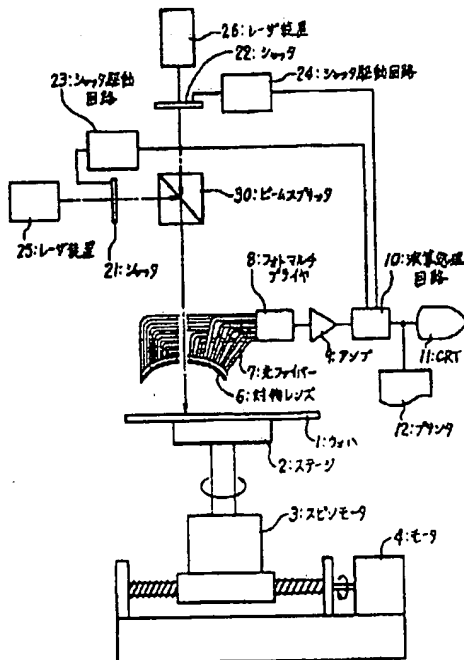 26:レーザ装置
22:シャッタ
23:シャッタ駆動
回路
24:シャッタ駆動回路
30:ビームスプリッタ
25:レーザ装置
21:シャッタ
8:フォトマルチ
プライヤ
10:演算処理
回路
9:アンプ
11:CRT
7:光ファイバー
6:対物レンズ
12:プリンタ
1:ウェハ
2:ステージ
3:スピンモータ
4:モータ